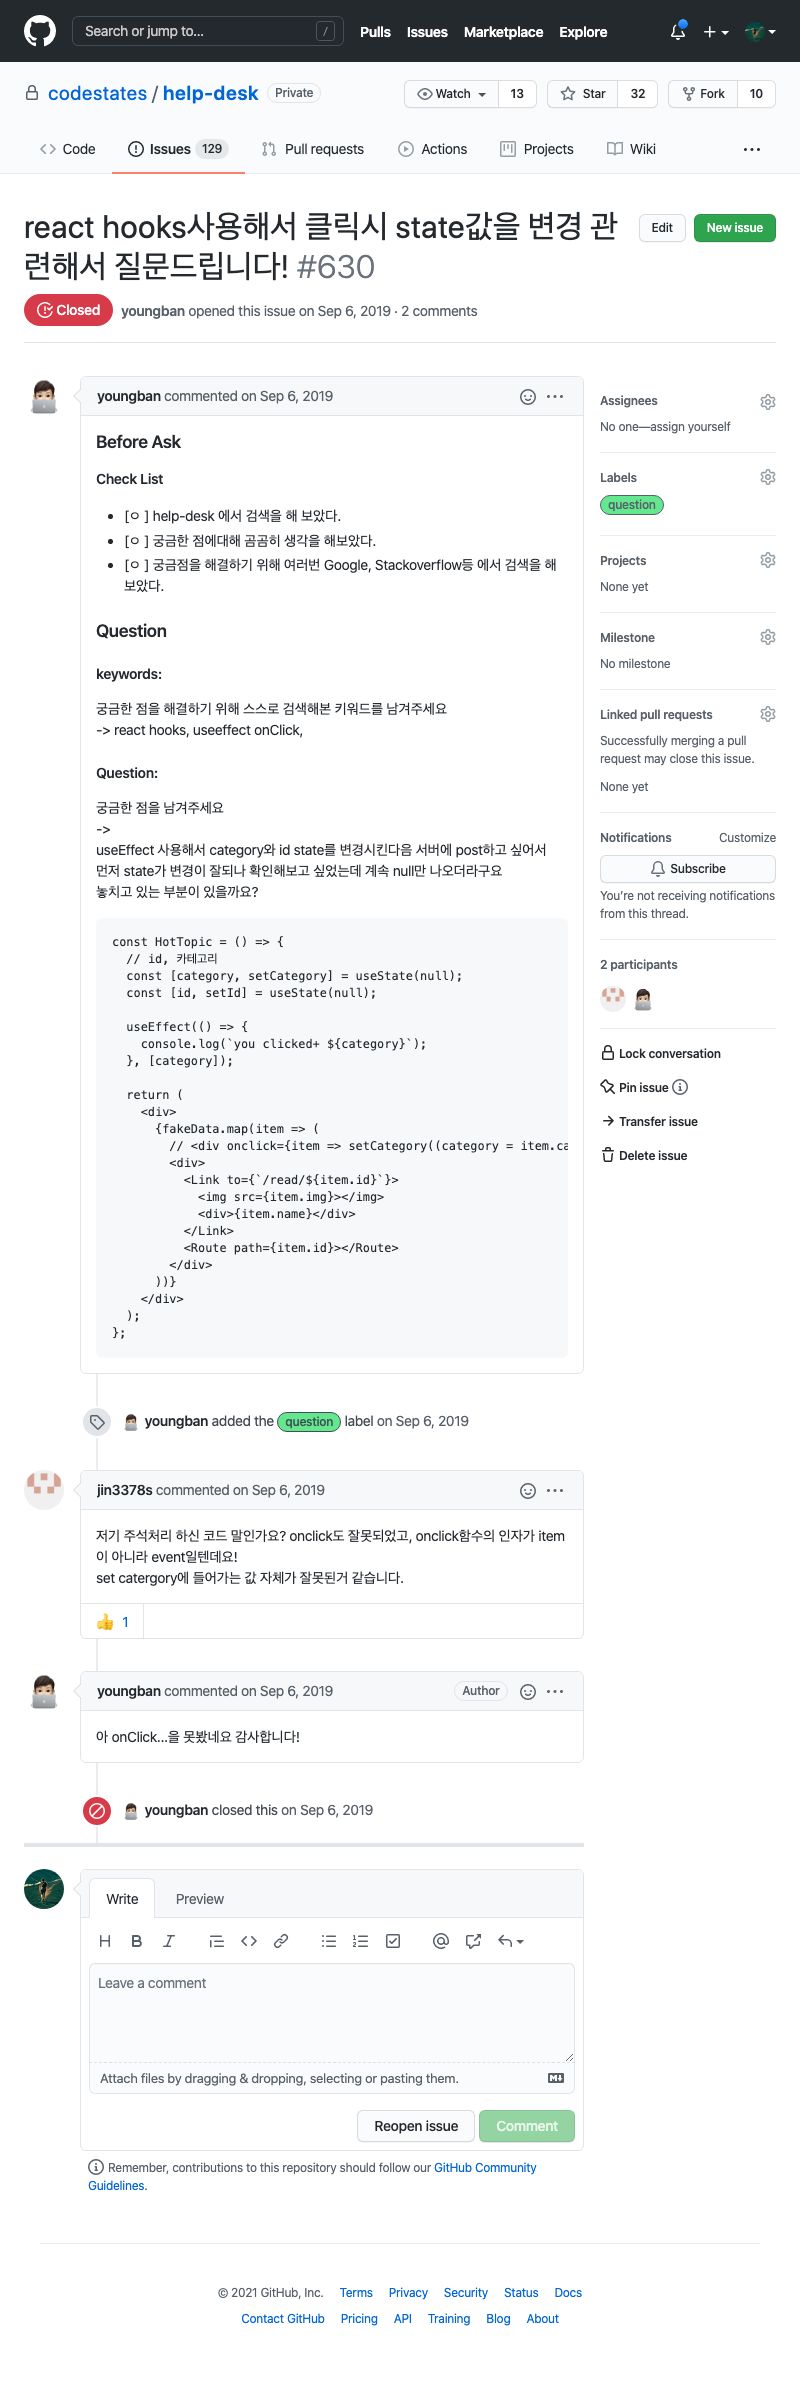 Search or jump to... /
Pulls Issues Marketplace Explore
codestates / help-desk Private
Watch 13 Star 32 Fork 10
Code Issues 129 Pull requests Actions Projects Wiki
react hooks사용해서 클릭시 state값을 변경 관
련해서 질문드립니다! #630
Edit New issue
Closed youngban opened this issue on Sep 6, 2019 · 2 comments
youngban commented on Sep 6, 2019
Before Ask
Check List
[ㅇ ] help-desk 에서 검색을 해 보았다.
[ㅇ ] 궁금한 점에대해 곰곰히 생각을 해보았다.
[ㅇ ] 궁금점을 해결하기 위해 여러번 Google, Stackoverflow등 에서 검색을 해
보았다.
Question
keywords:
궁금한 점을 해결하기 위해 스스로 검색해본 키워드를 남겨주세요
-> react hooks, useeffect onClick,
Question:
궁금한 점을 남겨주세요
->
useEffect 사용해서 category와 id state를 변경시킨다음 서버에 post하고 싶어서
먼저 state가 변경이 잘되나 확인해보고 싶었는데 계속 null만 나오더라구요
놓치고 있는 부분이 있을까요?
const HotTopic = () => {
// id, 카테고리
const [category, setCategory] = useState(null);
const [id, setId] = useState(null);
useEffect(() => {
console.log(`you clicked+ ${category}`);
}, [category]);
return (
<div>
{fakeData.map(item => (
// <div onclick={item => setCategory((category = item.ca
<div>
<Link to={`/read/${item.id}`}>
<img src={item.img}></img>
<div>{item.name}</div>
</Link>
<Route path={item.id}></Route>
</div>
))}
</div>
);
};
youngban added the question label on Sep 6, 2019
jin3378s commented on Sep 6, 2019
저기 주석처리 하신 코드 말인가요? onclick도 잘못되었고, onclick함수의 인자가 item
이 아니라 event일텐데요!
set catergory에 들어가는 값 자체가 잘못된거 같습니다.
👍 1
youngban commented on Sep 6, 2019 Author
아 onClick...을 못봤네요 감사합니다!
youngban closed this on Sep 6, 2019
Write Preview
Leave a comment
Attach files by dragging & dropping, selecting or pasting them.
Reopen issue Comment
Remember, contributions to this repository should follow our GitHub Community
Guidelines.
Assignees
No one—assign yourself
Labels
question
Projects
None yet
Milestone
No milestone
Linked pull requests
Successfully merging a pull
request may close this issue.
None yet
Notifications Customize
Subscribe
You're not receiving notifications
from this thread.
2 participants
Lock conversation
Pin issue
Transfer issue
Delete issue
© 2021 GitHub, Inc. Terms Privacy Security Status Docs
Contact GitHub Pricing API Training Blog About